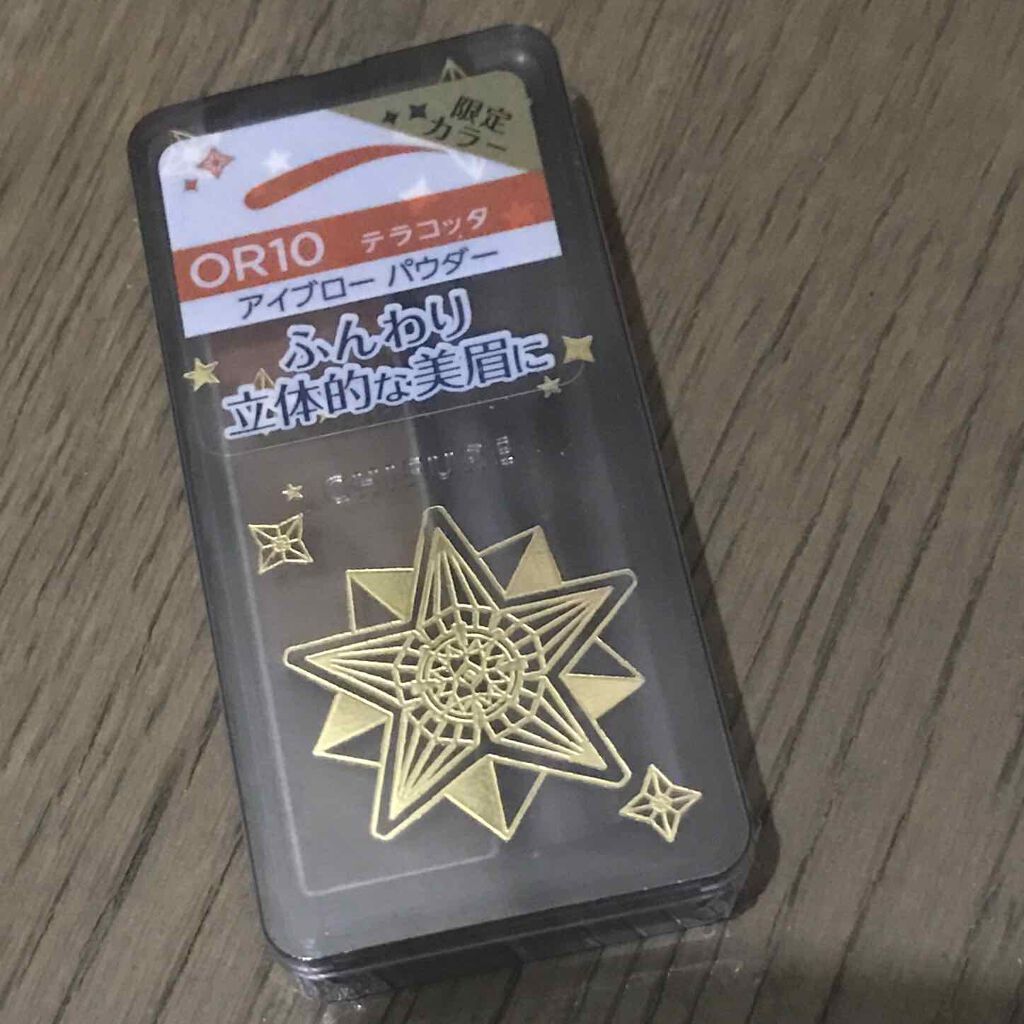 限定
カラー
OR10 テラコッタ
アイブロー パウダー
ふんわり
立体的な美眉に
CHIFURE